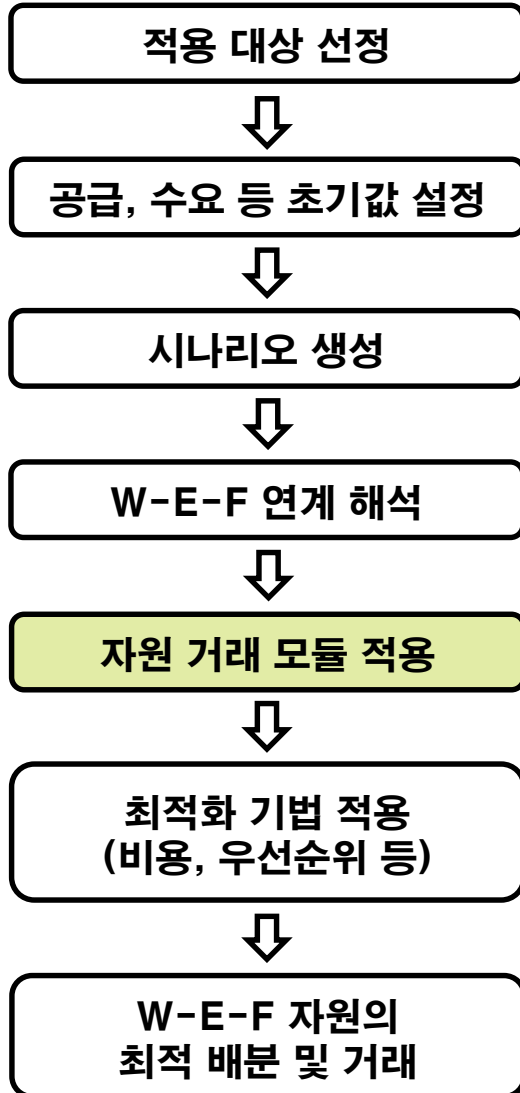 적용 대상 선정
공급, 수요 등 초기값 설정
시나리오 생성
W-E-F 연계 해석
자원 거래 모듈 적용
최적화 기법 적용
(비용, 우선순위 등)
W-E-F 자원의
최적 배분 및 거래